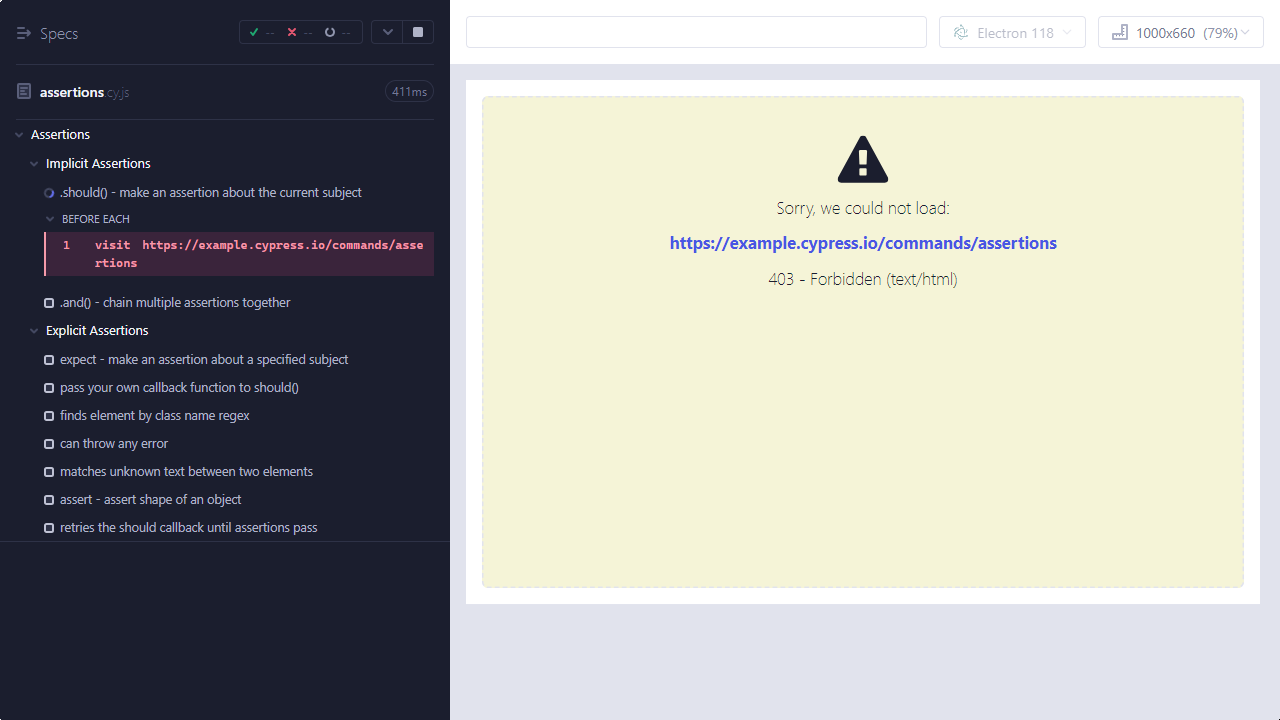 Specs
--
--
--
assertions.cy.js
411ms
Assertions
Implicit Assertions
.should() - make an assertion about the current subject
BEFORE EACH
1 visit https://example.cypress.io/commands/asse
rtions
.and() - chain multiple assertions together
Explicit Assertions
expect - make an assertion about a specified subject
pass your own callback function to should()
finds element by class name regex
can throw any error
matches unknown text between two elements
assert - assert shape of an object
retries the should callback until assertions pass
Electron 118
1000x660 (79%)
Sorry, we could not load:
https://example.cypress.io/commands/assertions
403 - Forbidden (text/html)